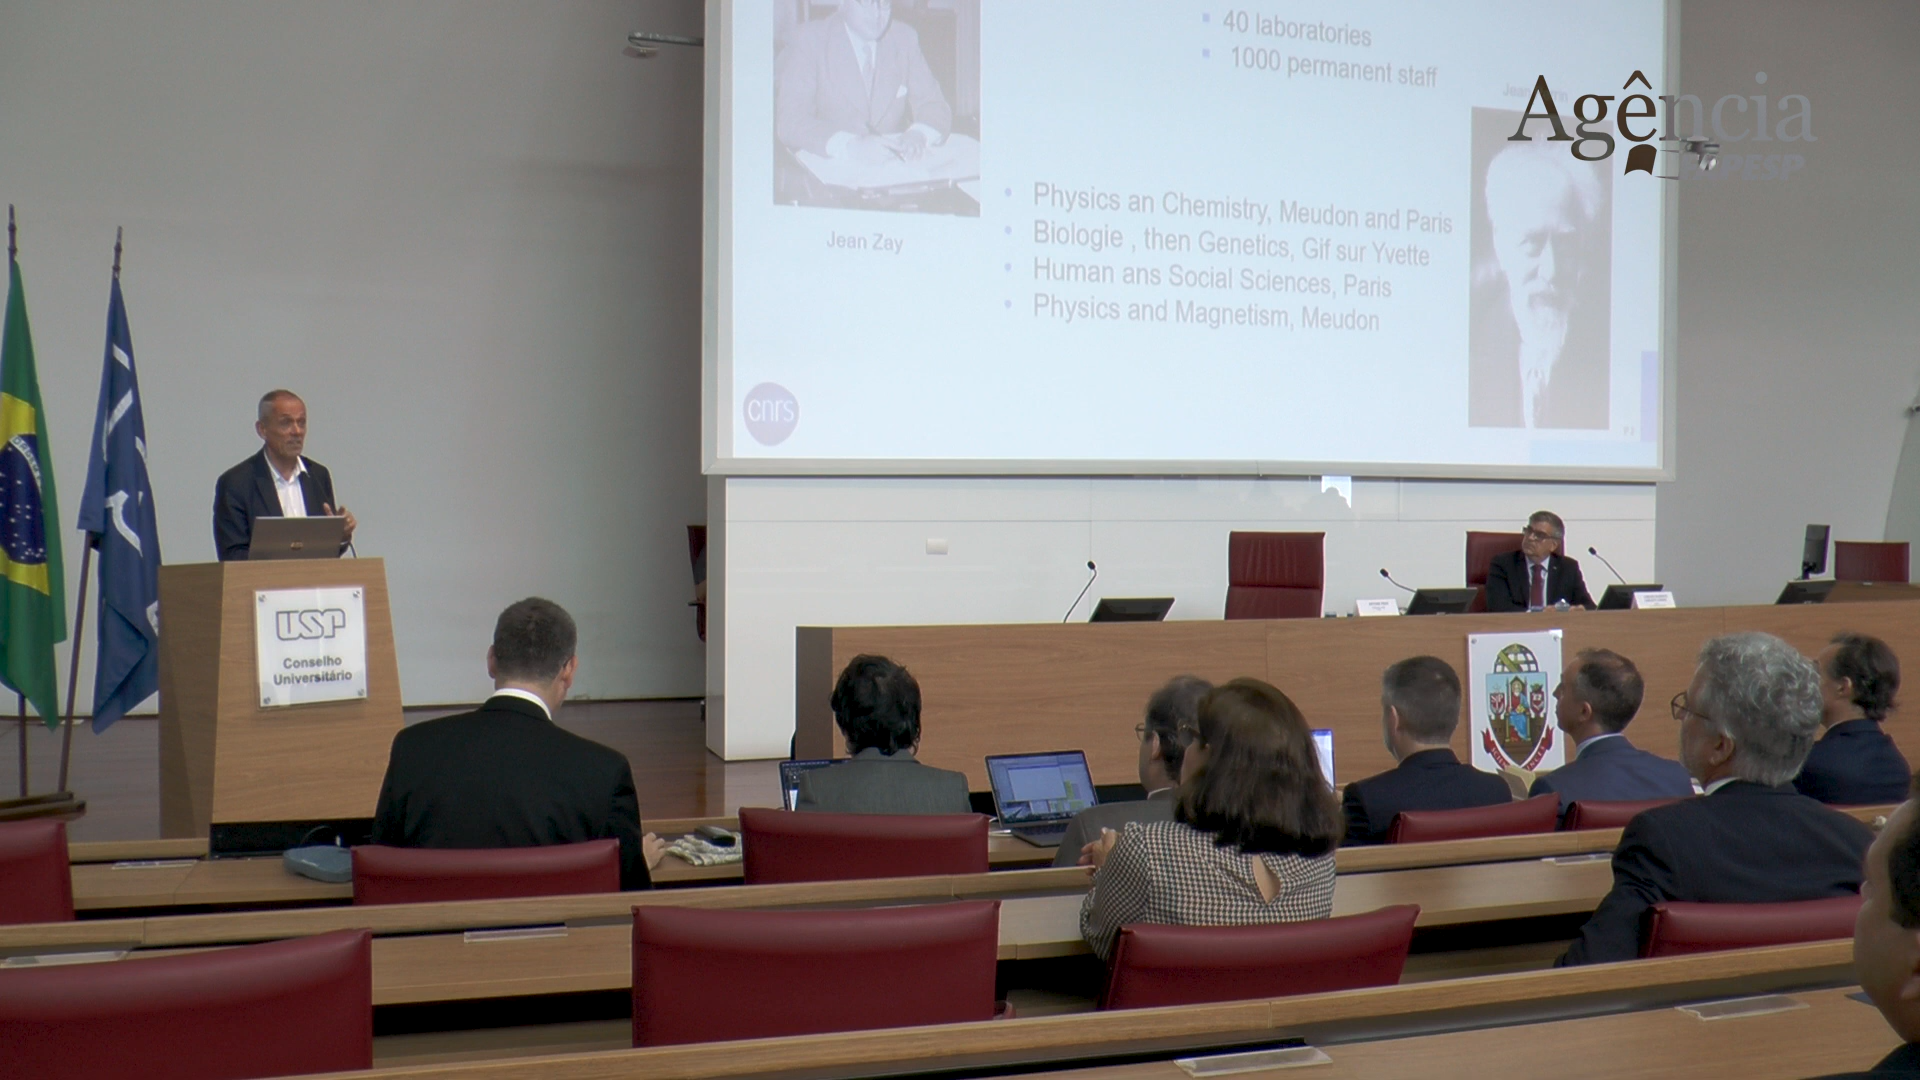 40 laboratories
1000 permanent staff
Agência
FAPESP
Physics an Chemistry, Meudon and Paris
Biologie , then Genetics, Gif sur Yvette
Human ans Social Sciences, Paris
Physics and Magnetism, Meudon
Jean Zay
cnrs
USP
Conselho
Universitário